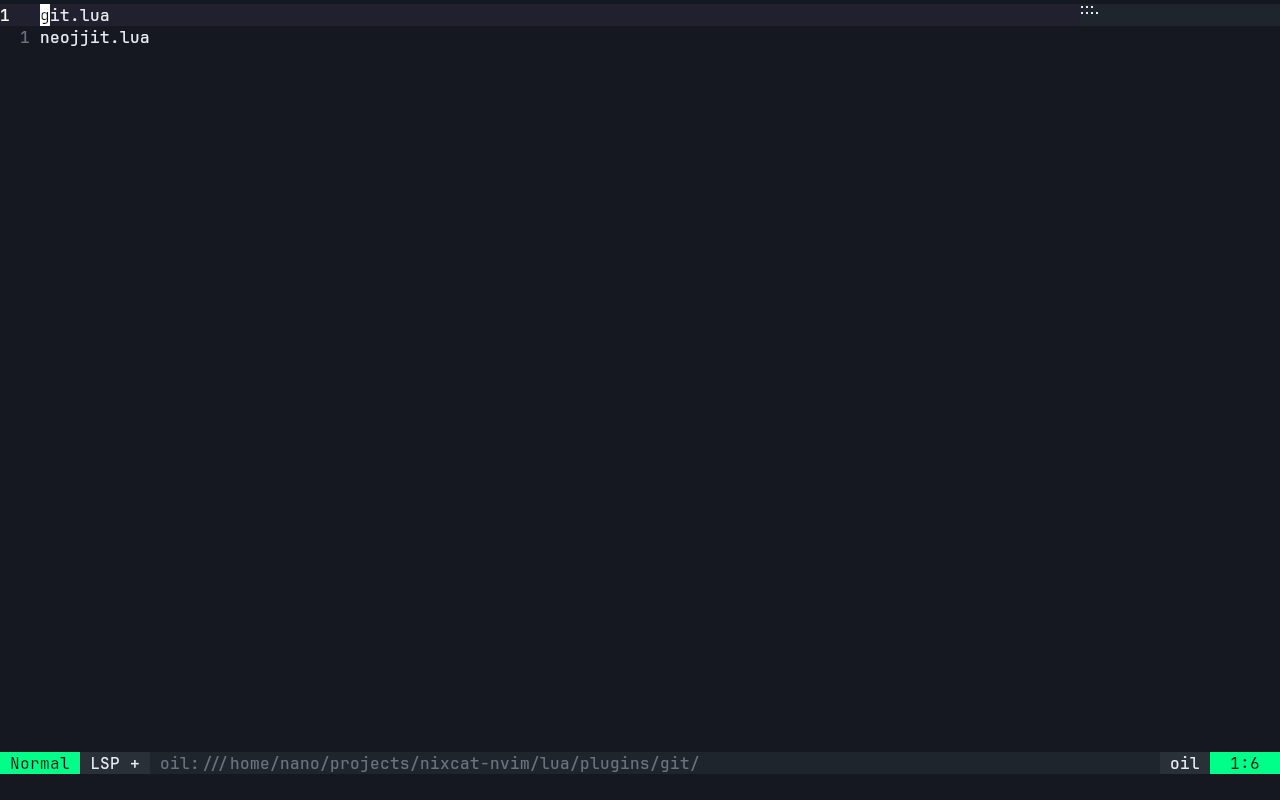 1   git.lua
  1 neojjit.lua
Normal LSP + oil:///home/nano/projects/nixcat-nvim/lua/plugins/git/ oil 1:6